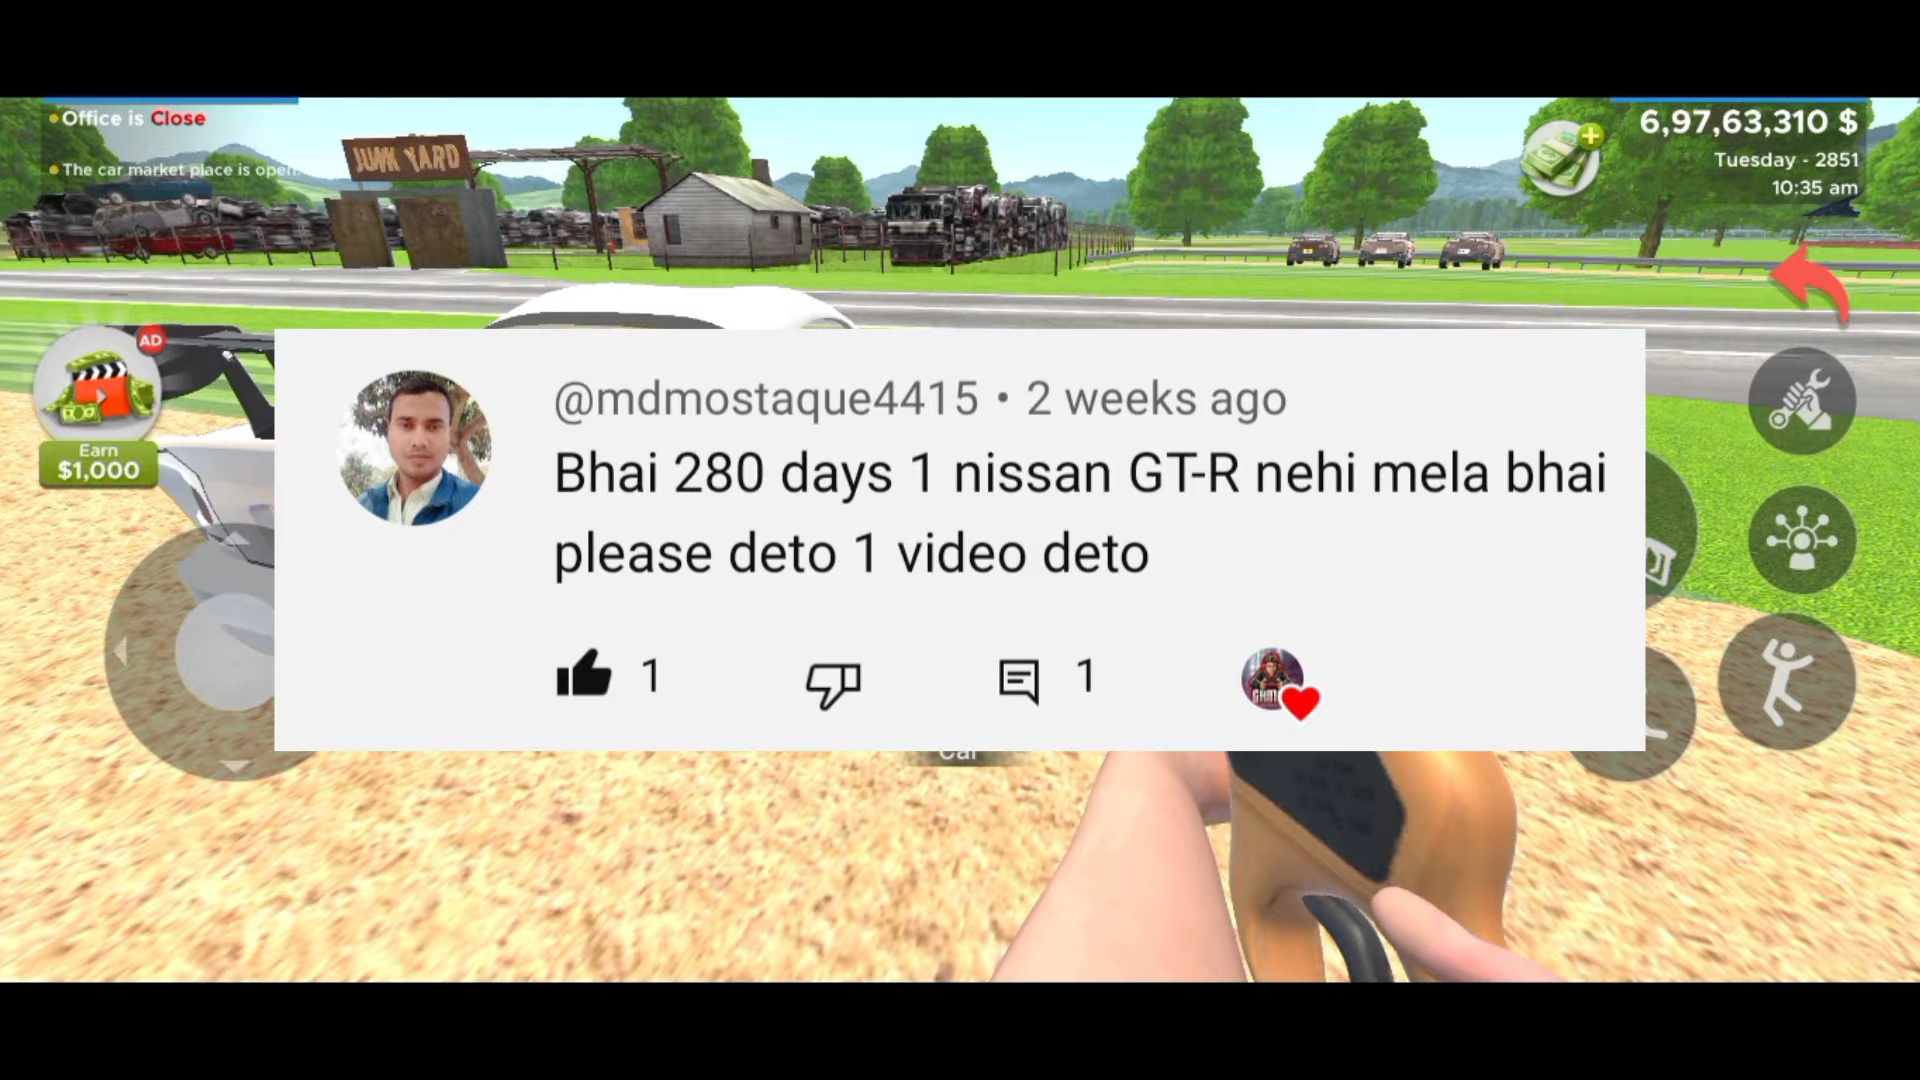 Office is Close
The car market place is open.
JUNK YARD
6,97,63,310 $
Tuesday - 2851
10:35 am
AD
Earn
$1,000
@mdmostaque4415 • 2 weeks ago
Bhai 280 days 1 nissan GT-R nehi mela bhai
please deto 1 video deto
1
1
Car